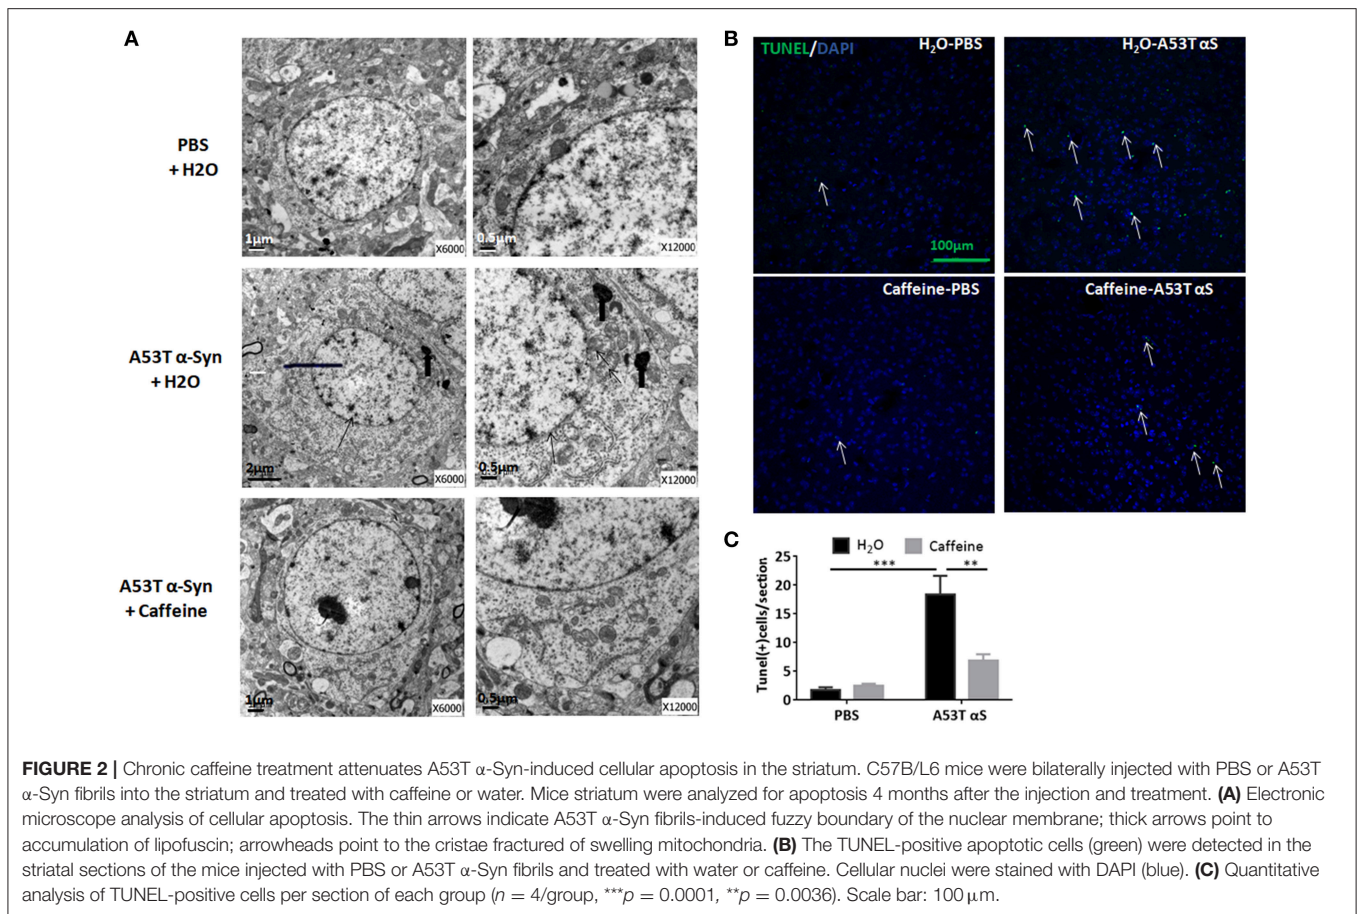 A
PBS
+ H2O
1µm
X6000
0.5µm
X12000
A53T α-Syn
+ H2O
2µm
X6000
0.5µm
X12000
A53T α-Syn
+ Caffeine
1µm
X6000
0.5µm
X12000
B
TUNEL/DAPI
H₂O-PBS
100µm
H₂O-A53T αS
Caffeine-PBS
Caffeine-A53T αS
C
H₂O
Caffeine
***
**
Tunel(+)cells/section
25
20
15
10
5
0
PBS
A53T αS
FIGURE 2 | Chronic caffeine treatment attenuates A53T α-Syn-induced cellular apoptosis in the striatum. C57B/L6 mice were bilaterally injected with PBS or A53T
α-Syn fibrils into the striatum and treated with caffeine or water. Mice striatum were analyzed for apoptosis 4 months after the injection and treatment. (A) Electronic
microscope analysis of cellular apoptosis. The thin arrows indicate A53T α-Syn fibrils-induced fuzzy boundary of the nuclear membrane; thick arrows point to
accumulation of lipofuscin; arrowheads point to the cristae fractured of swelling mitochondria. (B) The TUNEL-positive apoptotic cells (green) were detected in the
striatal sections of the mice injected with PBS or A53T α-Syn fibrils and treated with water or caffeine. Cellular nuclei were stained with DAPI (blue). (C) Quantitative
analysis of TUNEL-positive cells per section of each group (n = 4/group, ***p = 0.0001, **p = 0.0036). Scale bar: 100 µm.